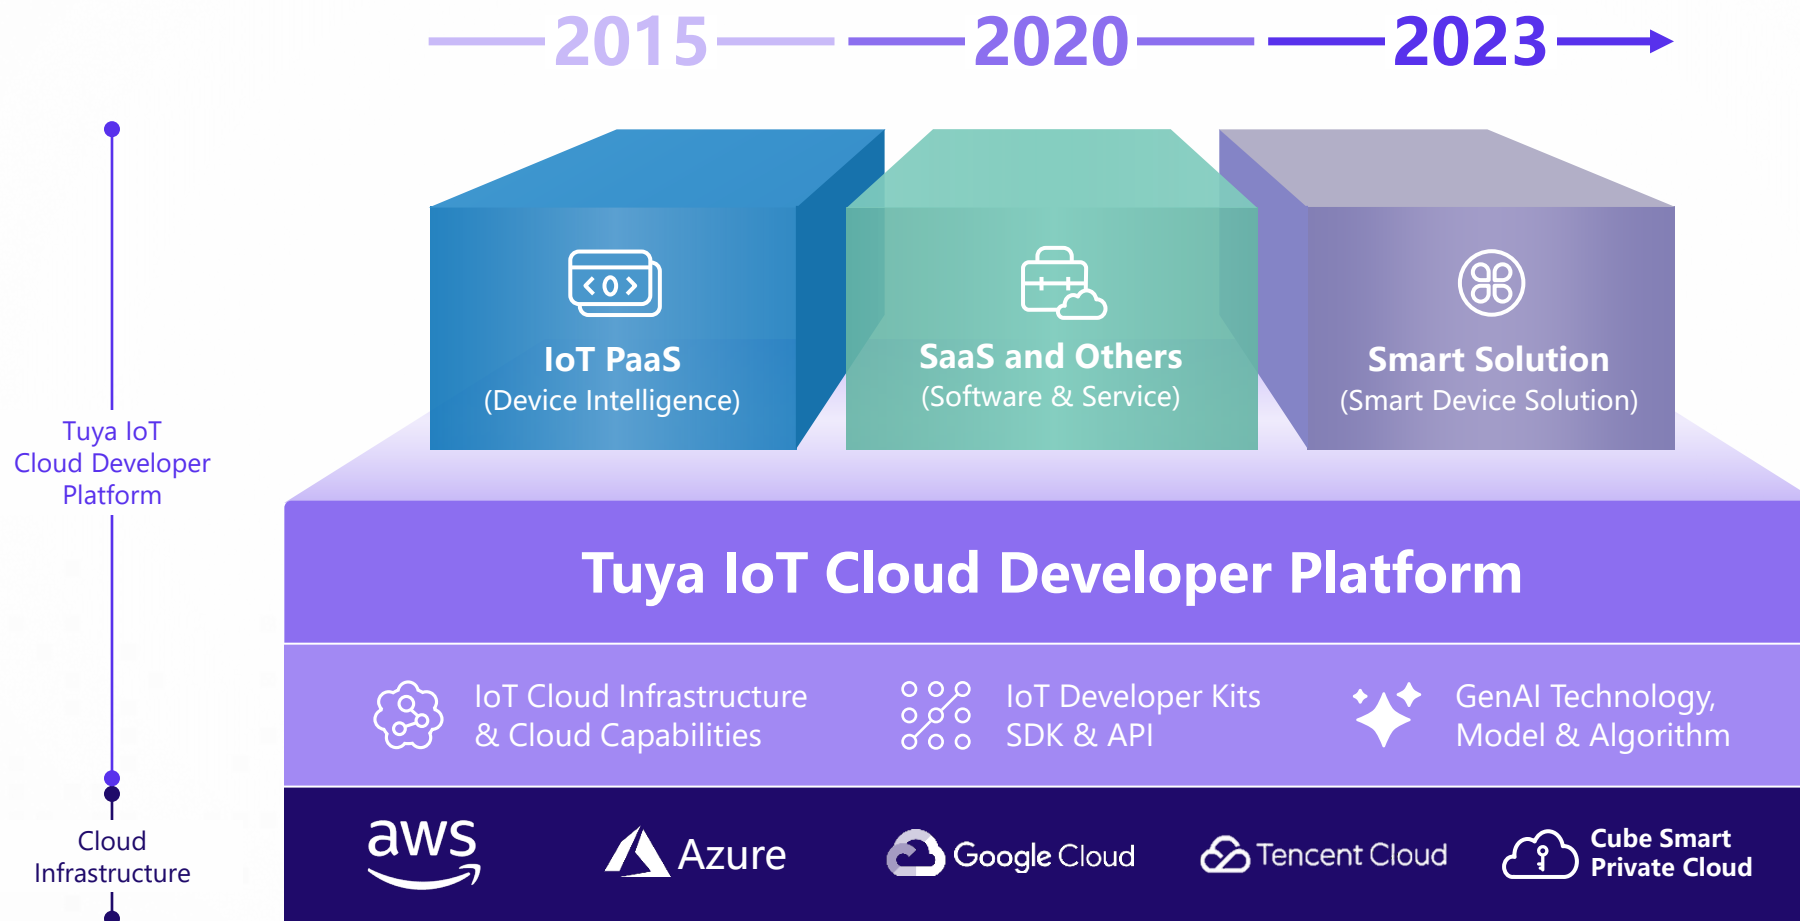 2015 2020 2023
IoT PaaS
(Device Intelligence)
SaaS and Others
(Software & Service)
Smart Solution
(Smart Device Solution)
Tuya IoT
Cloud Developer
Platform
Tuya IoT Cloud Developer Platform
IoT Cloud Infrastructure
& Cloud Capabilities
IoT Developer Kits
SDK & API
GenAI Technology,
Model & Algorithm
Cloud
Infrastructure
aws
Azure
Google Cloud
Tencent Cloud
Cube Smart
Private Cloud